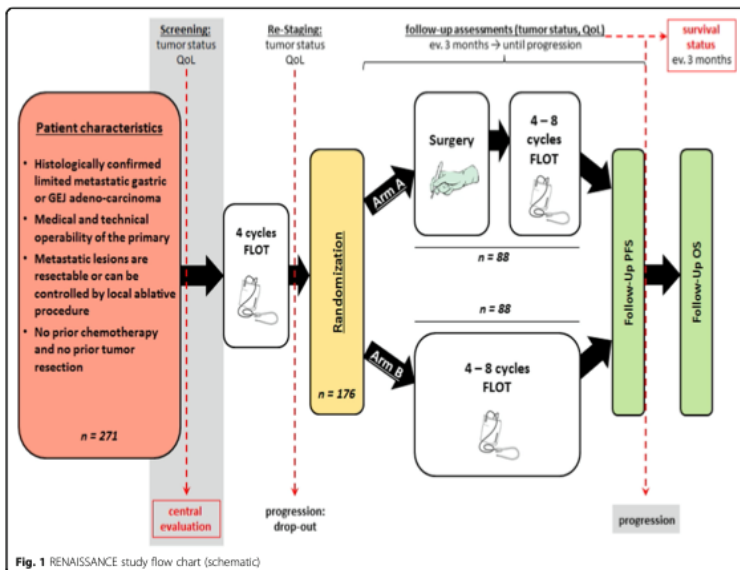 Screening:
tumor status
QoL
Re-Staging:
tumor status
QoL
follow-up assessments (tumor status, QoL)
ev. 3 months → until progression
survival
status
ev. 3 months
Patient characteristics
• Histologically confirmed
limited metastatic gastric
or GEJ adeno-carcinoma
• Medical and technical
operability of the primary
• Metastatic lesions are
resectable or can be
controlled by local ablative
procedure
• No prior chemotherapy
and no prior tumor
resection
n = 271
4 cycles
FLOT
Randomization
n = 176
Arm A
Surgery
4 – 8
cycles
FLOT
n = 88
n = 88
Arm B
4 – 8 cycles
FLOT
Follow-Up PFS
Follow-Up OS
central
evaluation
progression:
drop-out
progression
Fig. 1 RENAISSANCE study flow chart (schematic)